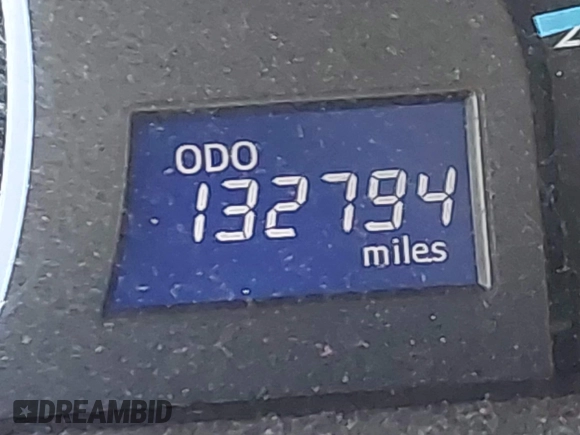 ODO
132794
miles
DREAMBID